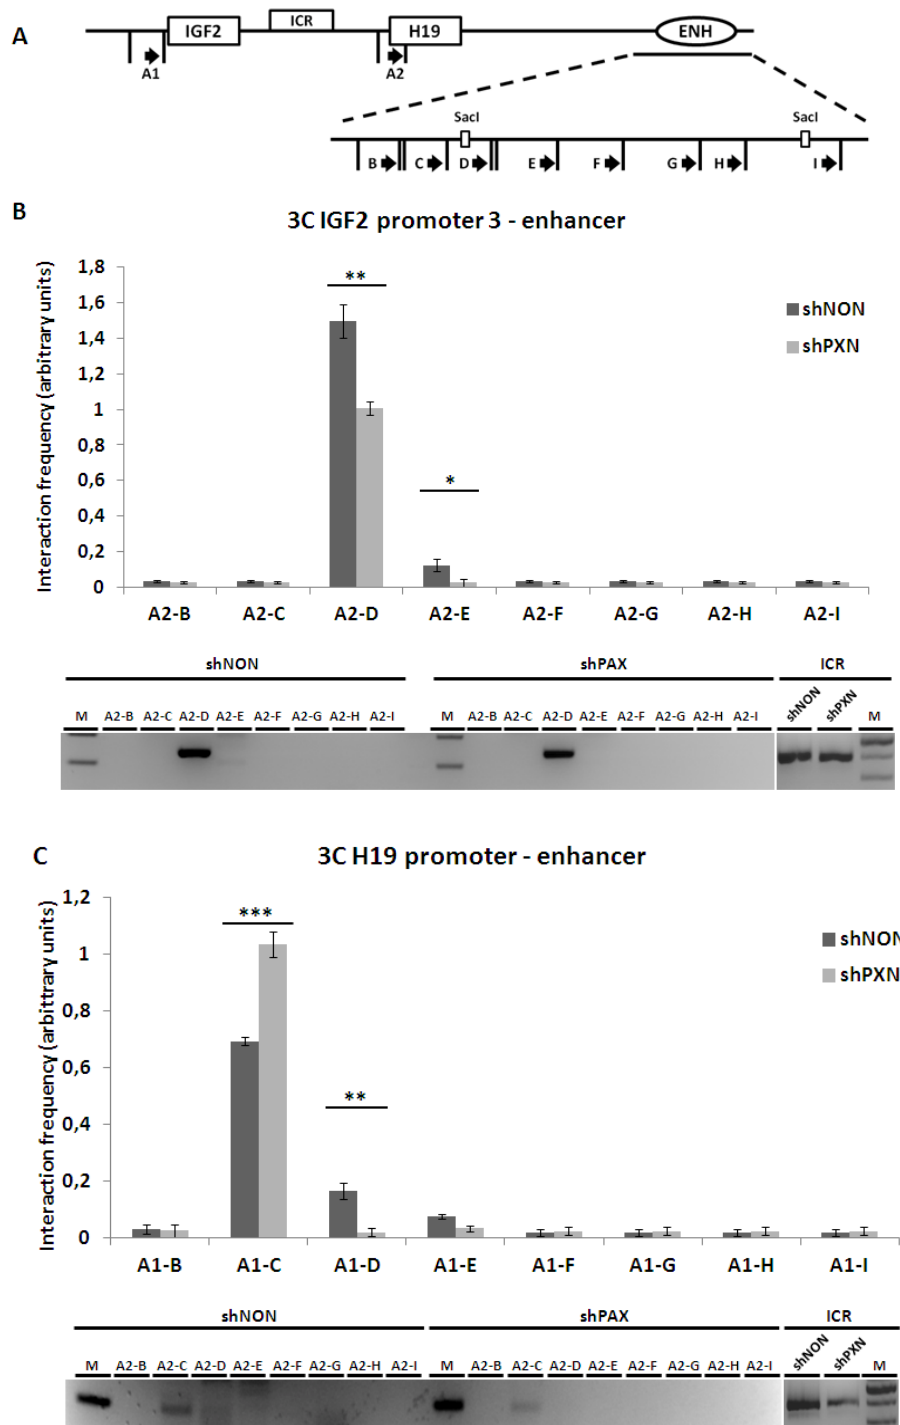 A
IGF2
ICR
H19
ENH
A1
A2
SacI
SacI
B
C
D
E
F
G
H
I
B
3C IGF2 promoter 3 - enhancer
Interaction frequency (arbitrary units)
1,8
1,6
1,4
1,2
1
0,8
0,6
0,4
0,2
0
**
*
shNON
shPXN
A2-B A2-C A2-D A2-E A2-F A2-G A2-H A2-I
shNON shPAX ICR
M A2-B A2-C A2-D A2-E A2-F A2-G A2-H A2-I M A2-B A2-C A2-D A2-E A2-F A2-G A2-H A2-I shNON shPXN M
C
3C H19 promoter - enhancer
Interaction frequency (arbittrary units)
1,2
1
0,8
0,6
0,4
0,2
0
***
**
shNON
shPXN
A1-B A1-C A1-D A1-E A1-F A1-G A1-H A1-I
shNON shPAX ICR
M A2-B A2-C A2-D A2-E A2-F A2-G A2-H A2-I M A2-B A2-C A2-D A2-E A2-F A2-G A2-H A2-I shNON shPXN M